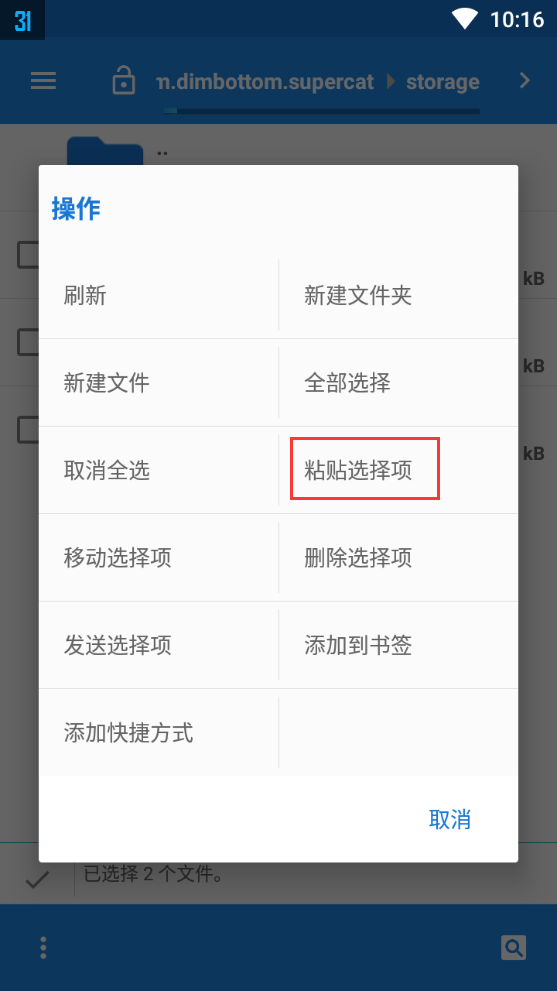 31
10:16
m.dimbottom.supercat
storage
..
操作
刷新
新建文件夹
kB
新建文件
全部选择
kB
取消全选
粘贴选择项
kB
移动选择项
删除选择项
发送选择项
添加到书签
添加快捷方式
取消
已选择 2 个文件。